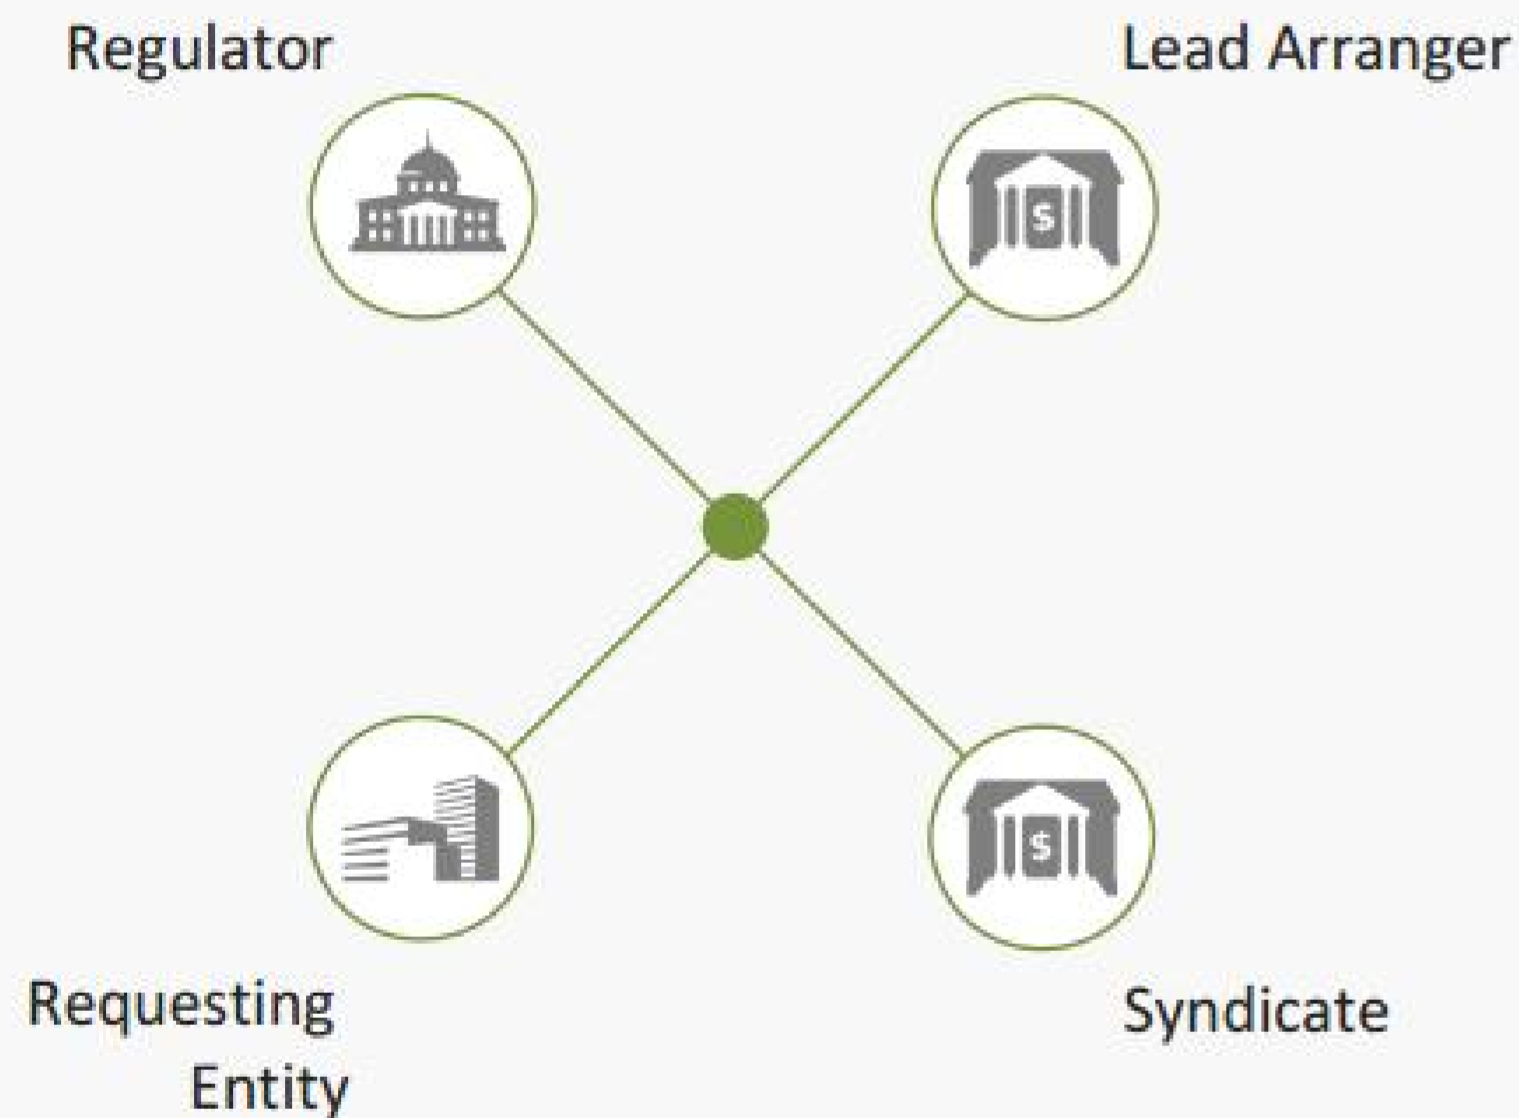 Regulator
Lead Arranger
$
$
Requesting
Entity
Syndicate